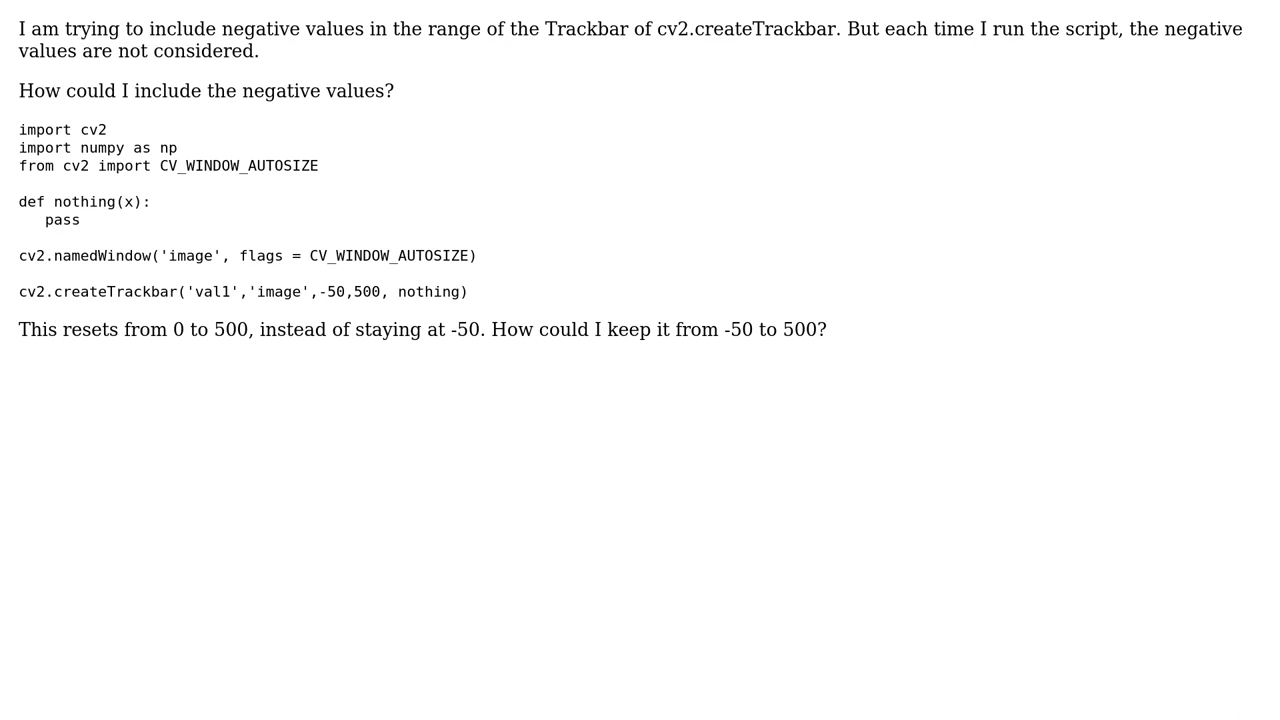 I am trying to include negative values in the range of the Trackbar of cv2.createTrackbar. But each time I run the script, the negative
values are not considered.
How could I include the negative values?
import cv2
import numpy as np
from cv2 import CV_WINDOW_AUTOSIZE
def nothing(x):
   pass
cv2.namedWindow('image', flags = CV_WINDOW_AUTOSIZE)
cv2.createTrackbar('val1','image',-50,500, nothing)
This resets from 0 to 500, instead of staying at -50. How could I keep it from -50 to 500?